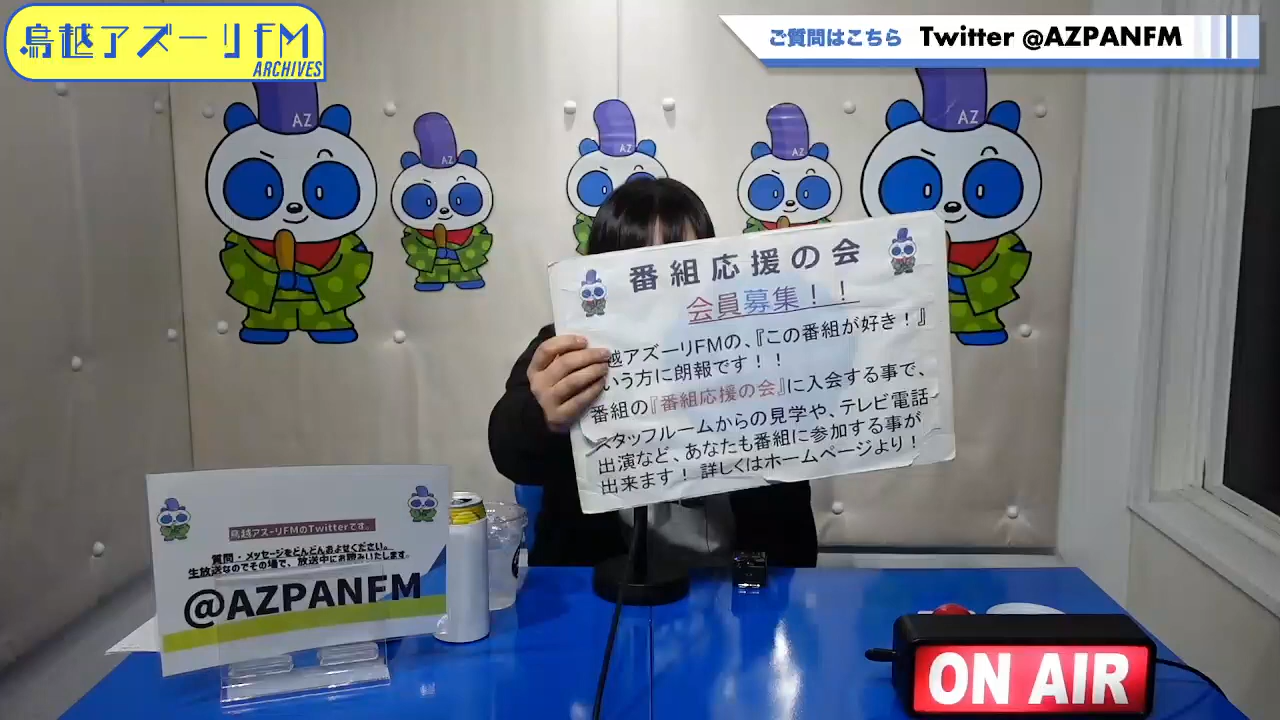 鳥越アズーリFM
ARCHIVES
ご質問はこちら Twitter @AZPANFM
AZ
AZ
AZ
AZ
AZ
番組応援の会
会員募集！！
越アズーリFMの、『この番組が好き！』
いう方に朗報です！！
番組の『番組応援の会』に入会する事で、
スタッフルームからの見学や、テレビ電話
出演など、あなたも番組に参加する事が
出来ます！ 詳しくはホームページより！
鳥越アズーリFMのTwitterです。
質問・メッセージをどんどんおよせください。
生放送なのでその場で、放送中にお読みいたします。
@AZPANFM
ON AIR